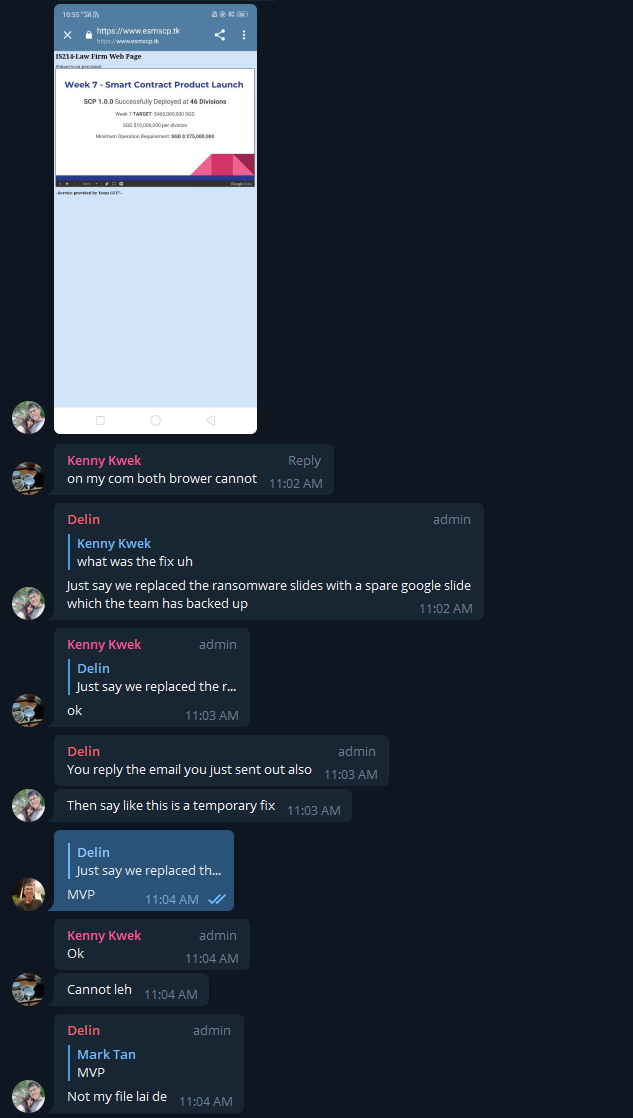 10:55
https://www.esmscp.tk
https://www.esmscp.tk
IS214-Law Firm Web Page
Welcome to our great launch
Week 7 - Smart Contract Product Launch
SCP 1.0.0 Successfully Deployed at 46 Divisions
Week 7 TARGET: $460,000,000 SGD
SGD $10,000,000 per division
Minimum Operation Requirement: SGD $ 275,000,000
Google Slides
Kenny Kwek Reply
on my com both brower cannot 11:02 AM
Delin admin
Kenny Kwek
what was the fix uh
Just say we replaced the ransomware slides with a spare google slide
which the team has backed up 11:02 AM
Kenny Kwek admin
Delin
Just say we replaced the r...
ok 11:03 AM
Delin admin
You reply the email you just sent out also 11:03 AM
Then say like this is a temporary fix 11:03 AM
Delin
Just say we replaced th...
MVP 11:04 AM
Kenny Kwek admin
Ok 11:04 AM
Cannot leh 11:04 AM
Delin admin
Mark Tan
MVP
Not my file lai de 11:04 AM